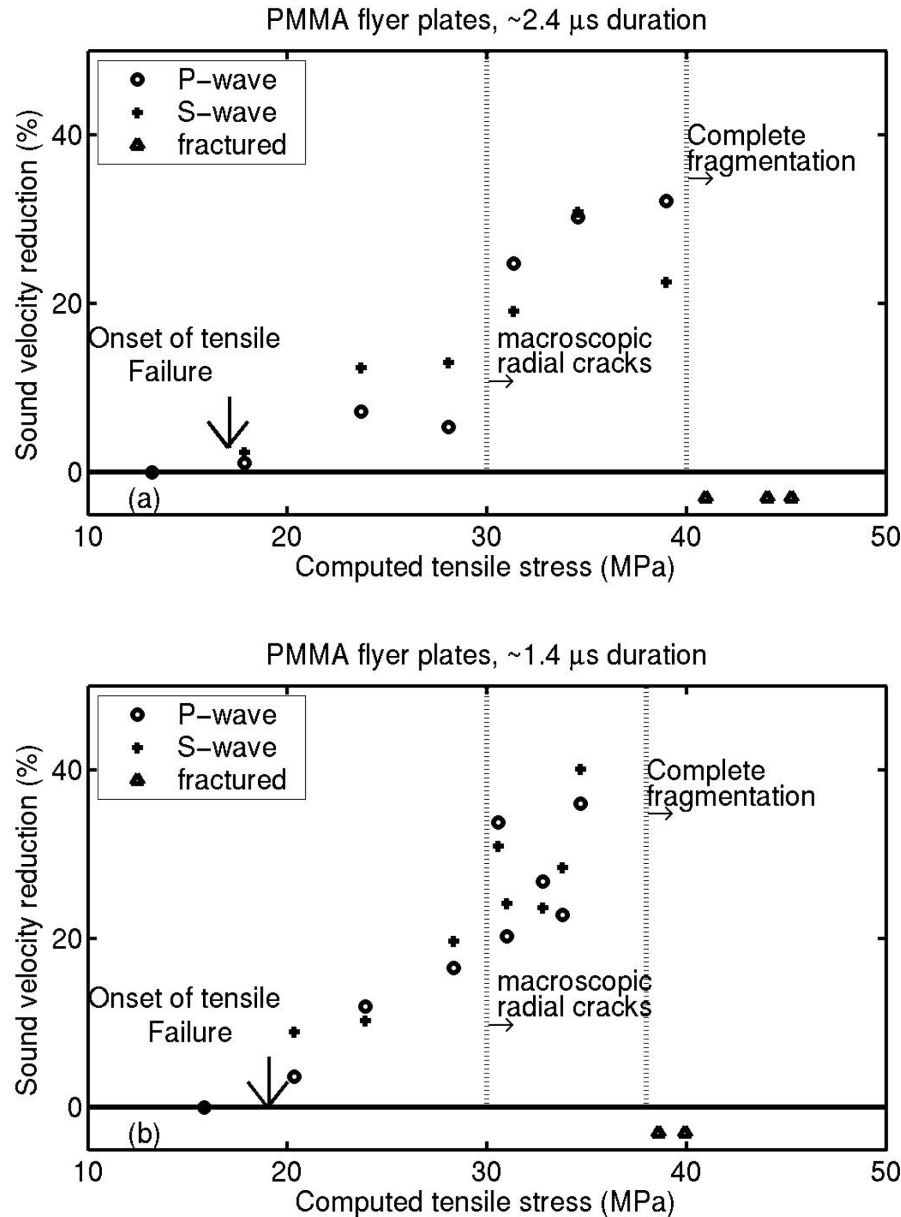 PMMA flyer plates, ~2.4 μs duration
P-wave
S-wave
fractured
Complete
fragmentation
Onset of tensile
Failure
macroscopic
radial cracks
(a)
40
20
0
Sound velocity reduction (%)
10
20
30
40
50
Computed tensile stress (MPa)
PMMA flyer plates, ~1.4 μs duration
P-wave
S-wave
fractured
Complete
fragmentation
Onset of tensile
Failure
macroscopic
radial cracks
(b)
40
20
0
Sound velocity reduction (%)
10
20
30
40
50
Computed tensile stress (MPa)